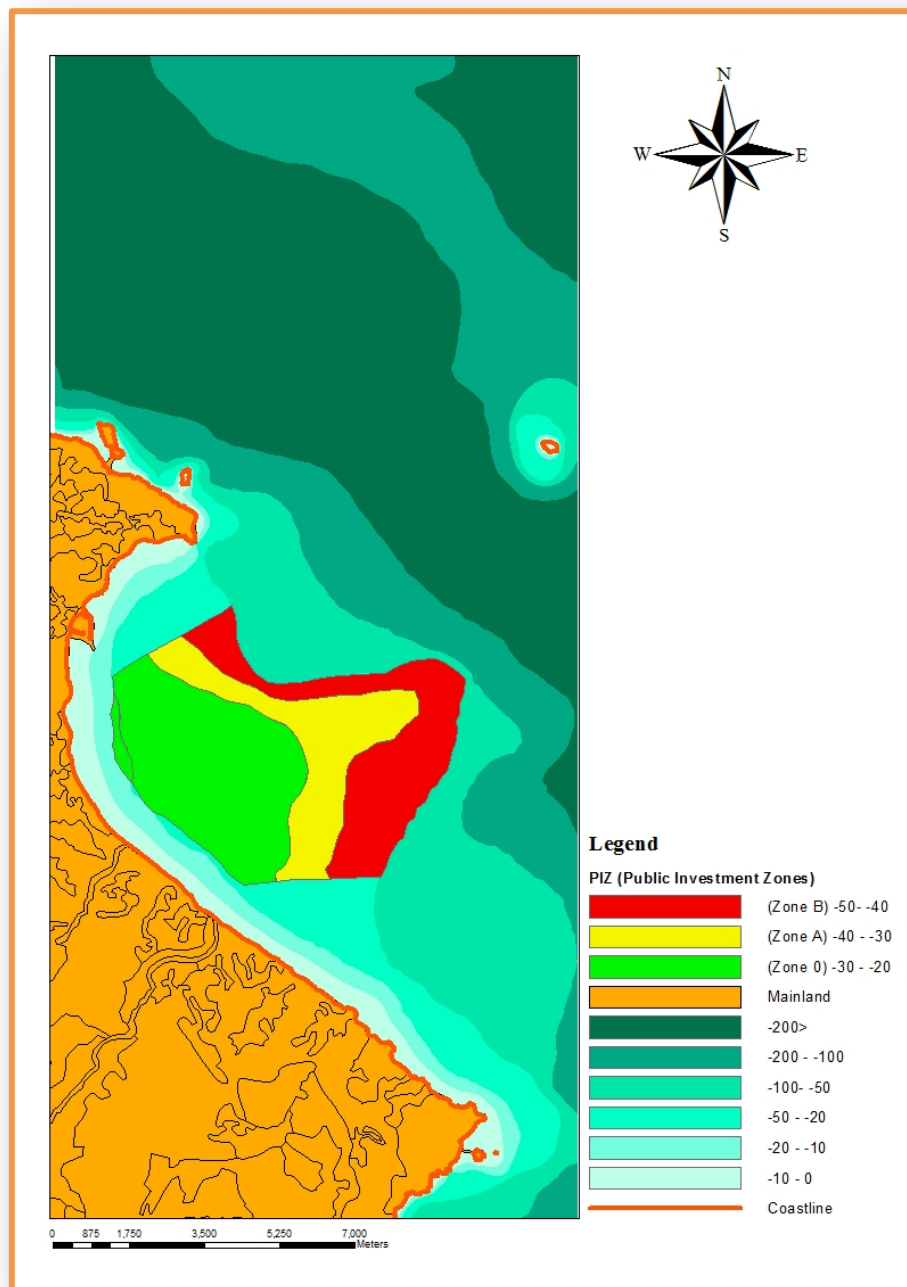 N
W
E
S
Legend
PIZ (Public Investment Zones)
(Zone B) -50- -40
(Zone A) -40 - -30
(Zone 0) -30 - -20
Mainland
-200>
-200 - -100
-100- -50
-50 - -20
-20 - -10
-10 - 0
Coastline
0 875 1,750 3,500 5,250 7,000
Meters